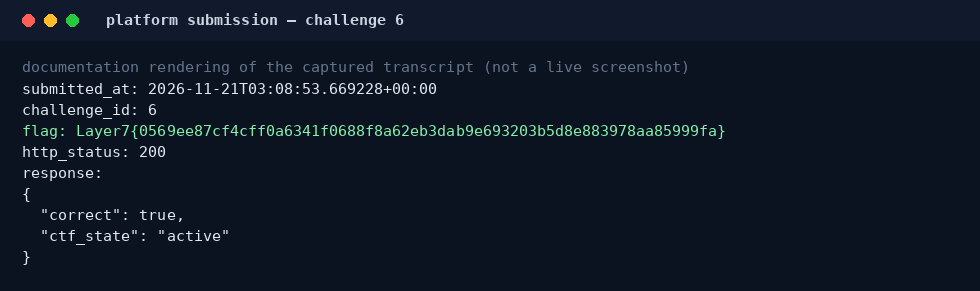 platform submission — challenge 6
documentation rendering of the captured transcript (not a live screenshot)
submitted_at: 2026-11-21T03:08:53.669228+00:00
challenge_id: 6
flag: Layer7{0569ee87cf4cff0a6341f0688f8a62eb3dab9e693203b5d8e883978aa85999fa}
http_status: 200
response:
{
  "correct": true,
  "ctf_state": "active"
}